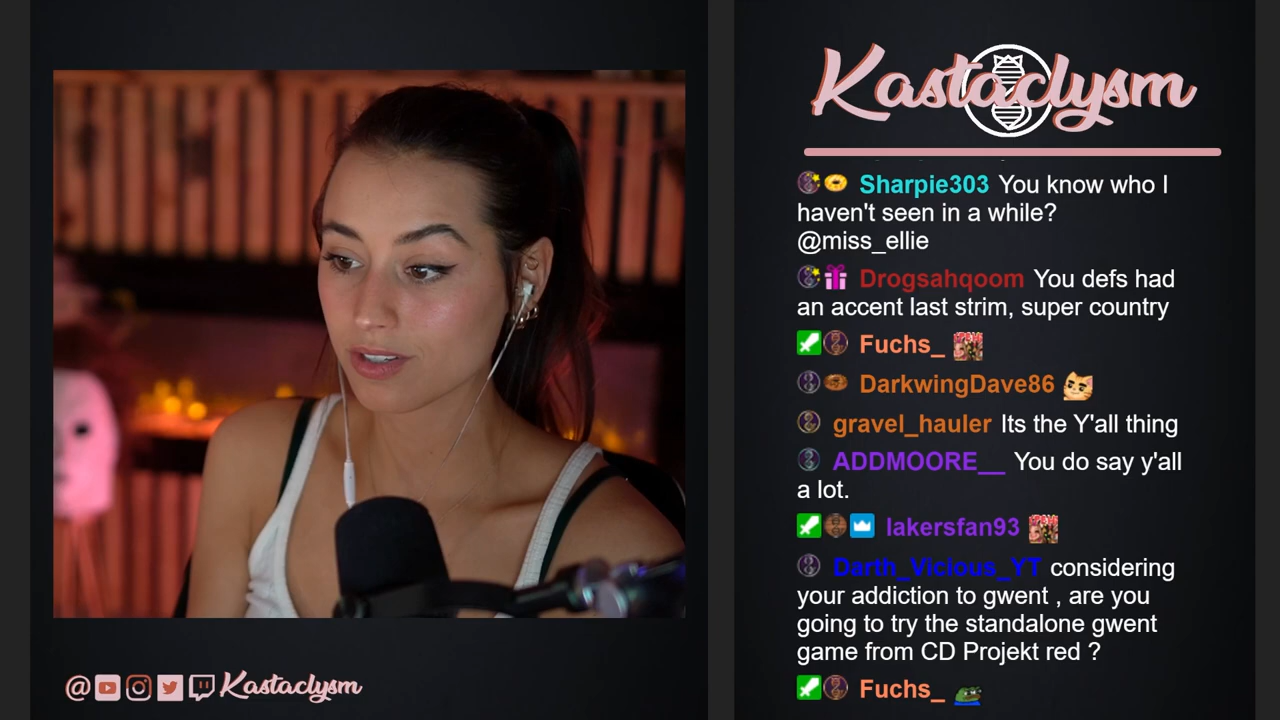 Kastaclysm
Sharpie303 You know who I
haven't seen in a while?
@miss_ellie
Drogsahqoom You defs had
an accent last strim, super country
Fuchs_
DarkwingDave86
gravel_hauler Its the Y'all thing
ADDMOORE__ You do say y'all
a lot.
lakersfan93
Darth_Vicious_YT considering
your addiction to gwent , are you
going to try the standalone gwent
game from CD Projekt red ?
Fuchs_
@ Kastaclysm